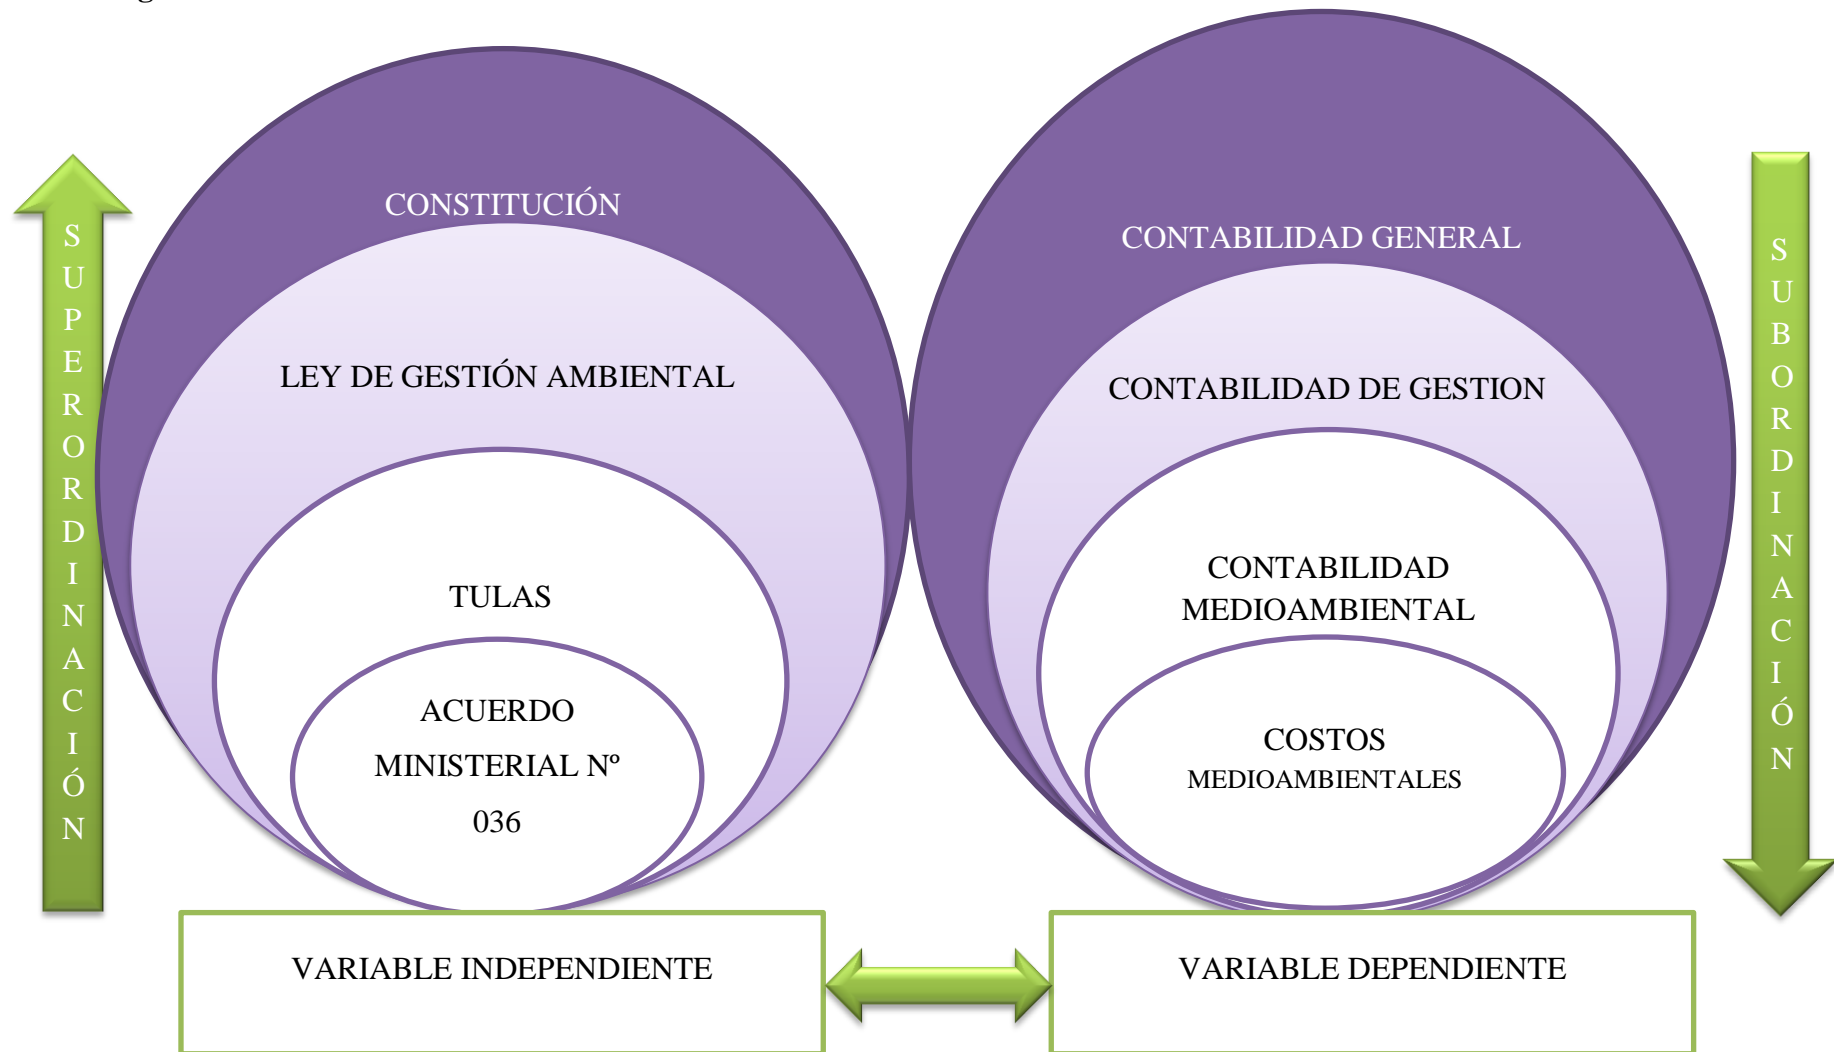 SUPERORDINACIÓN
CONSTITUCIÓN
LEY DE GESTIÓN AMBIENTAL
TULAS
ACUERDO
MINISTERIAL Nº
036
VARIABLE INDEPENDIENTE
CONTABILIDAD GENERAL
CONTABILIDAD DE GESTION
CONTABILIDAD
MEDIOAMBIENTAL
COSTOS
MEDIOAMBIENTALES
VARIABLE DEPENDIENTE
SUBORDINACIÓN